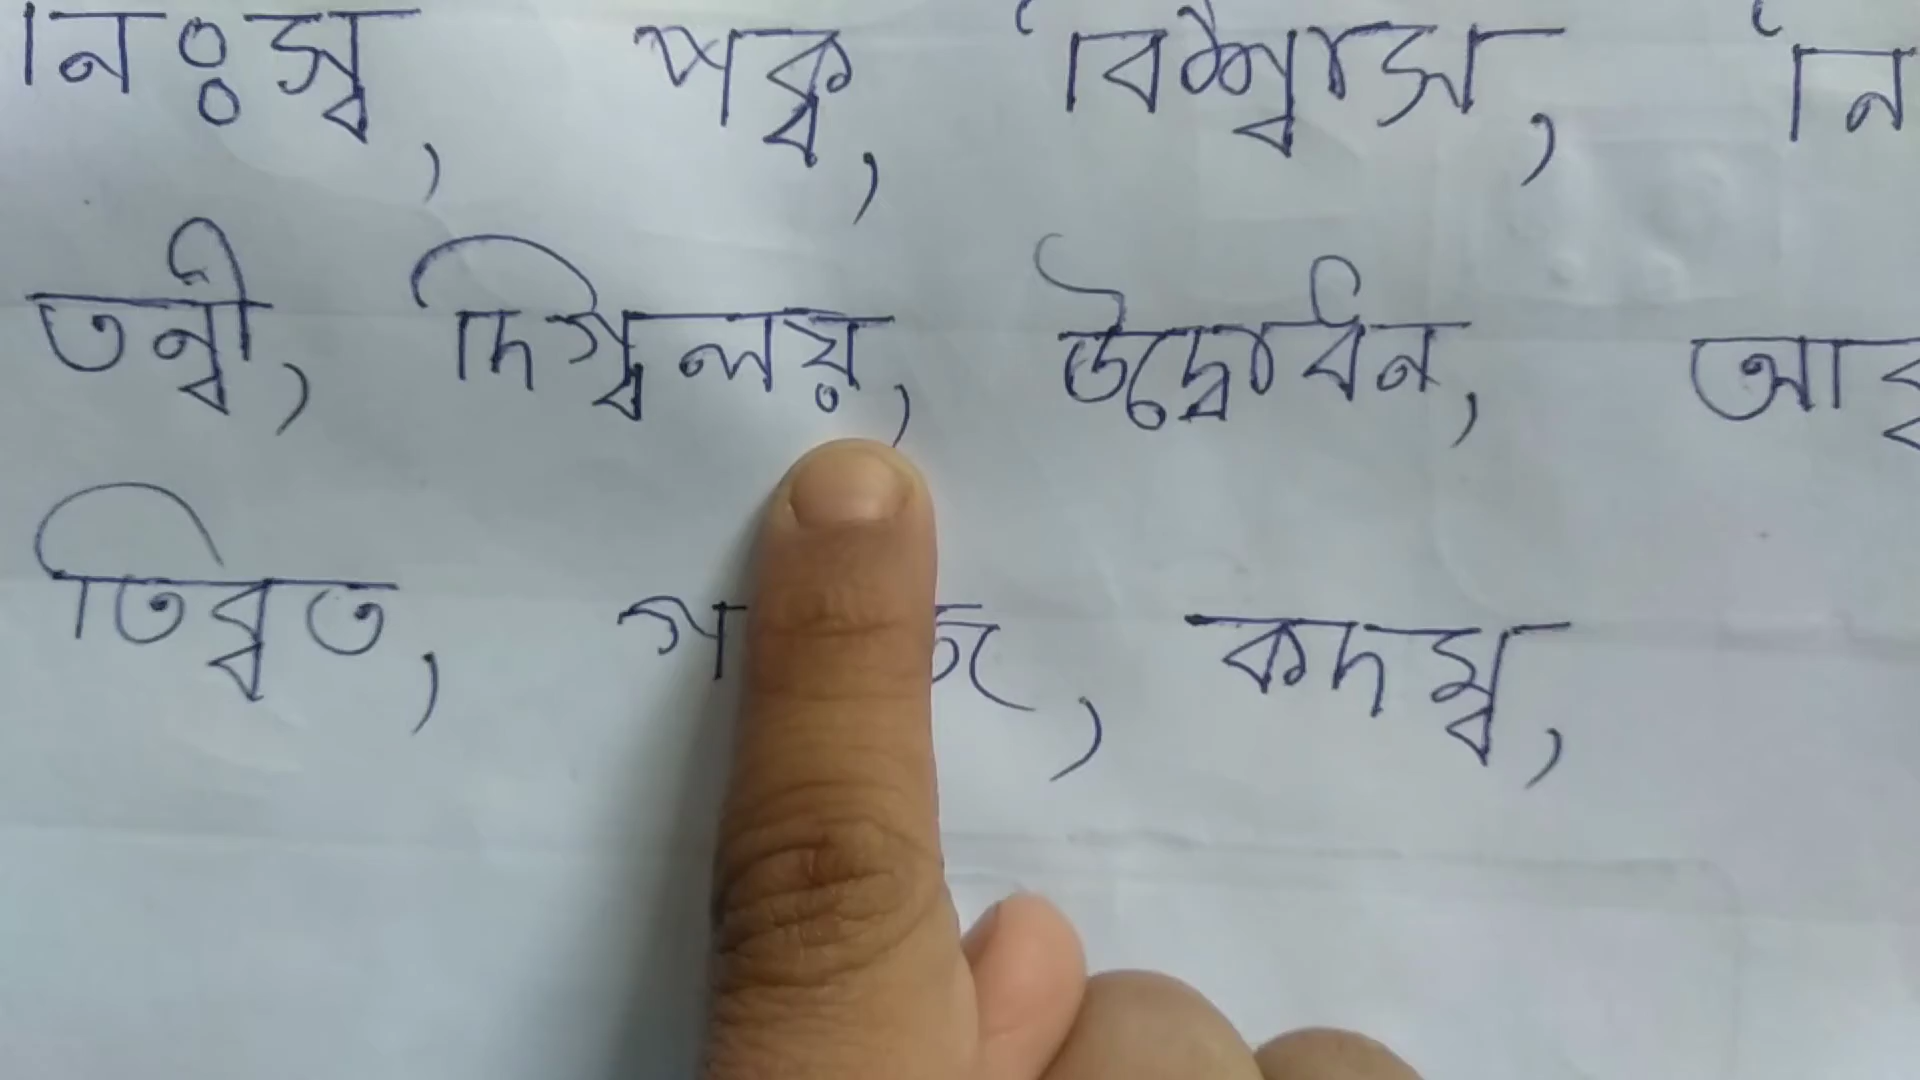 নিঃস্ব, পক্ব, বিশ্বাস, নি
তন্বী, দিগ্বলয়, উদ্বোধন,
তিব্বত, কদম্ব,